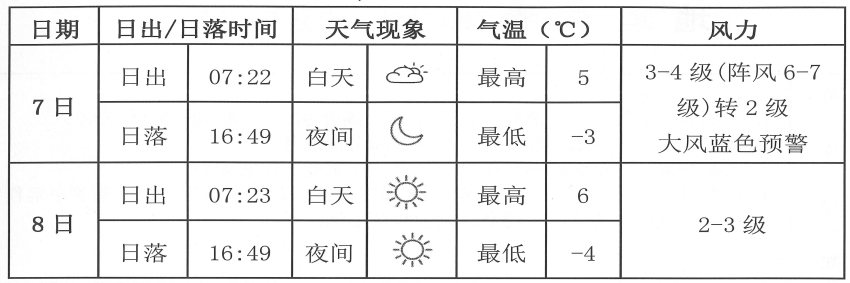 日期 日出/日落时间 天气现象 气温（℃） 风力
7日 日出 07:22 白天 最高 5 3-4级(阵风6-7
级)转2级
大风蓝色预警
日落 16:49 夜间 最低 -3
8日 日出 07:23 白天 最高 6 2-3级
日落 16:49 夜间 最低 -4